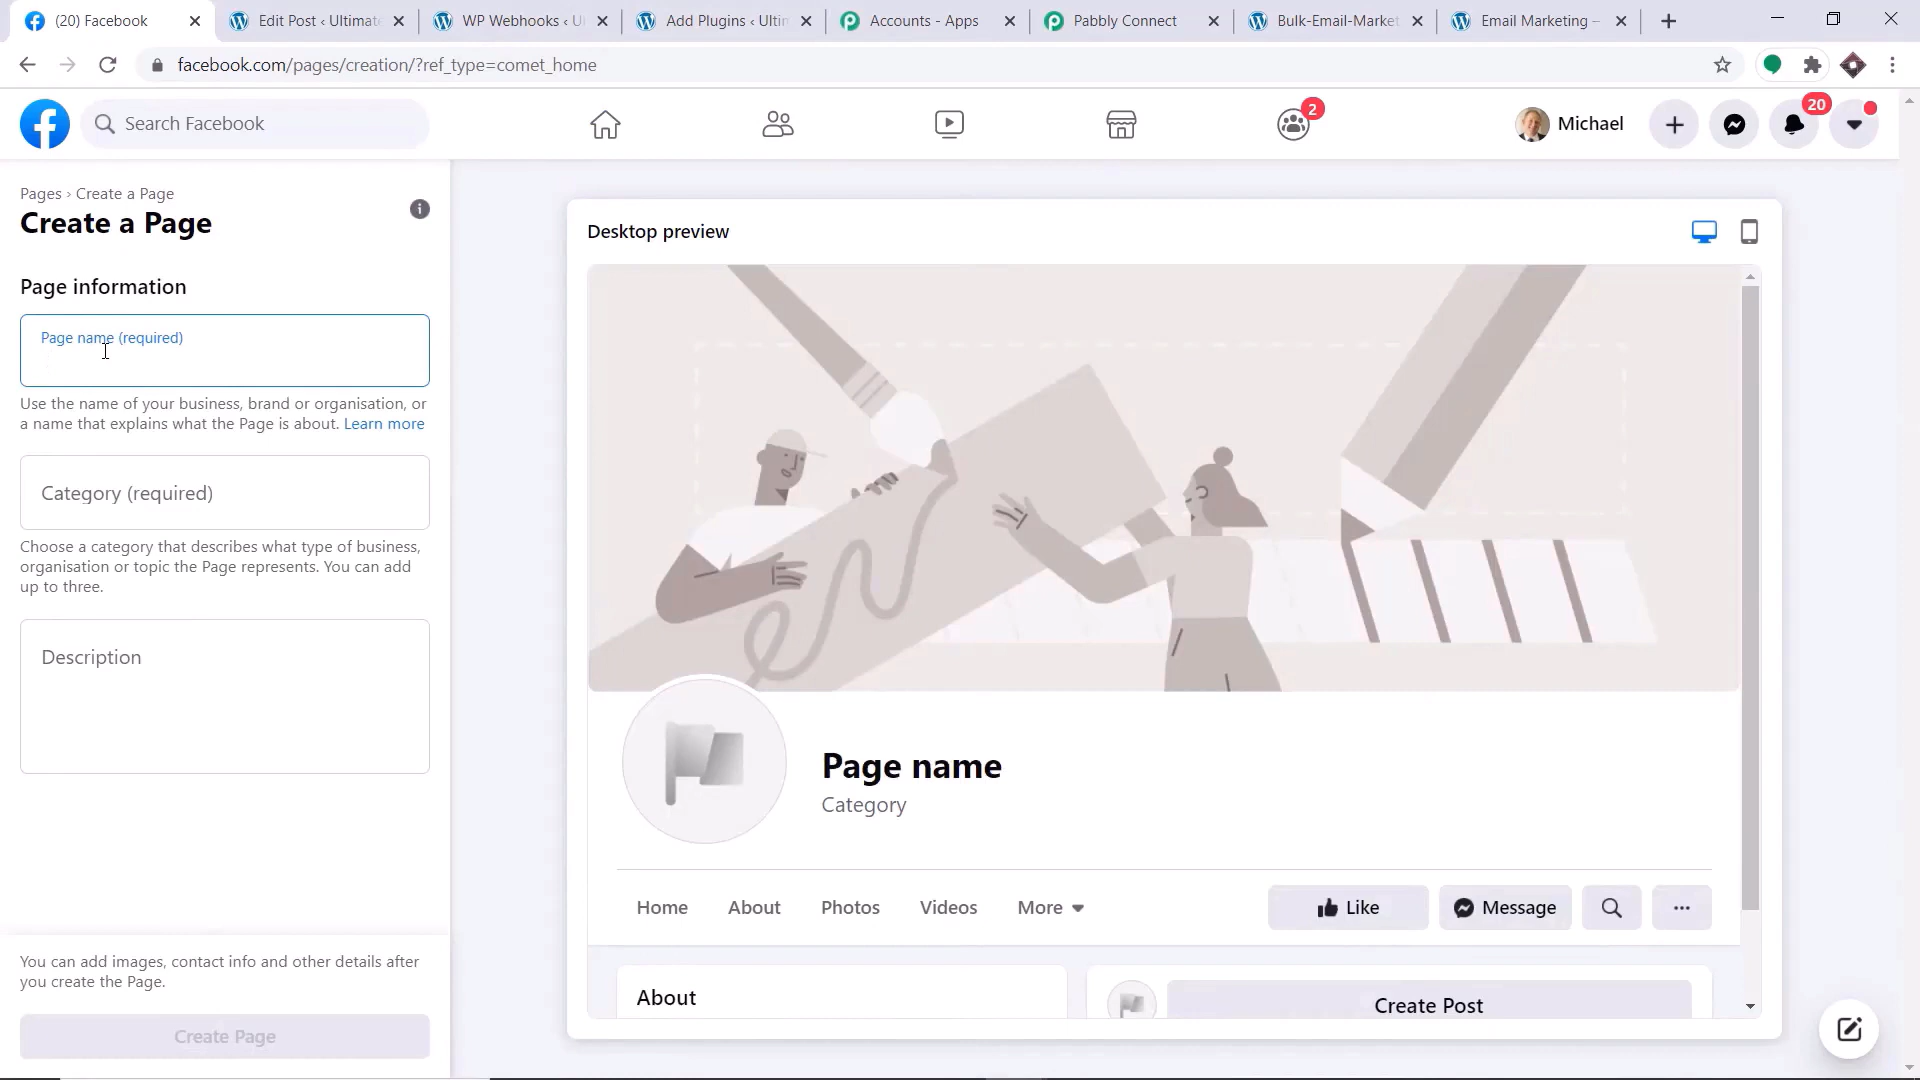 (20) Facebook
Edit Post ‹ Ultimat
WP Webhooks ‹ U
Add Plugins ‹ Ultim
Accounts - Apps
Pabbly Connect
Bulk-Email-Market
Email Marketing –
facebook.com/pages/creation/?ref_type=comet_home
Search Facebook
2
Michael
20
Pages › Create a Page
Create a Page
Page information
Page name (required)
Use the name of your business, brand or organisation, or
a name that explains what the Page is about. Learn more
Category (required)
Choose a category that describes what type of business,
organisation or topic the Page represents. You can add
up to three.
Description
You can add images, contact info and other details after
you create the Page.
Create Page
Desktop preview
Page name
Category
Home
About
Photos
Videos
More
Like
Message
About
Create Post